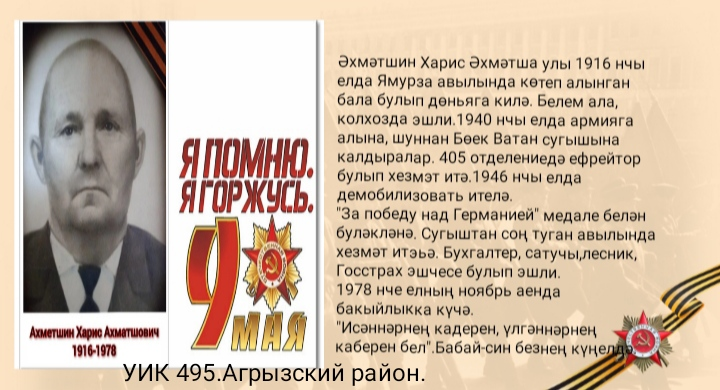 Ахметшин Харис Ахматшович
1916-1978
Я ПОМНЮ.
Я ГОРЖУСЬ.
9
МАЯ
Әхмәтшин Харис Әхмәтша улы 1916 нчы
елда Ямурза авылында көтеп алынган
бала булып дөньяга килә. Белем ала,
колхозда эшли.1940 нчы елда армияга
алына, шуннан Бөек Ватан сугышына
калдыралар. 405 отделениедә ефрейтор
булып хезмәт итә.1946 нчы елда
демобилизовать ителә.
"За победу над Германией" медале белән
буләкләнә. Сугыштан соң туган авылында
хезмәт итэьә. Бухгалтер, сатучы,лесник,
Госстрах эшчесе булып эшли.
1978 нче елның ноябрь аенда
бакыйлыкка күчә.
"Исәннәрнең кадерен, үлгәннәрнең
каберен бел".Бабай-син безнең күңелдә.
УИК 495.Агрызский район.